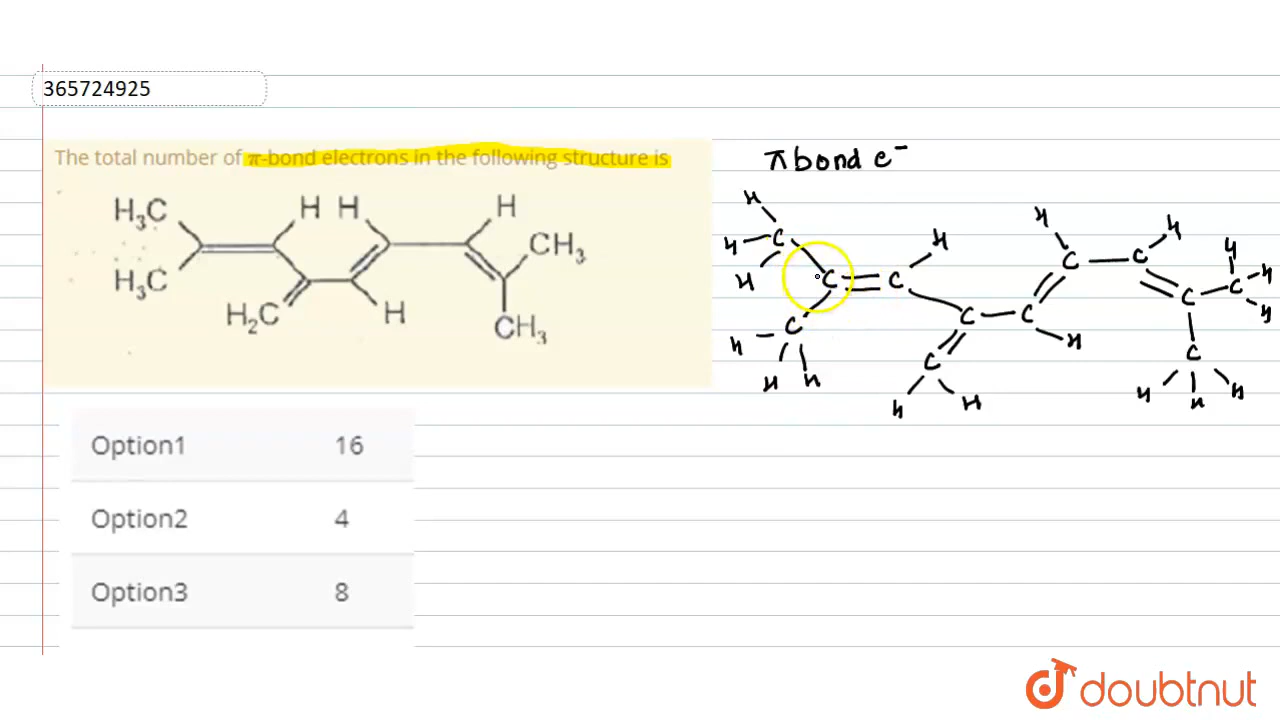 365724925
The total number of π-bond electrons in the following structure is
π bond e⁻
H₃C
H H
H
CH₃
H₃C
H₂C
H
CH₃
H
H C H
H
C = C
H
C
H H H
C C
H
C
H H
H
C C
H
C
H
C H
H
C
H H H
Option1 16
Option2 4
Option3 8
doubtnut